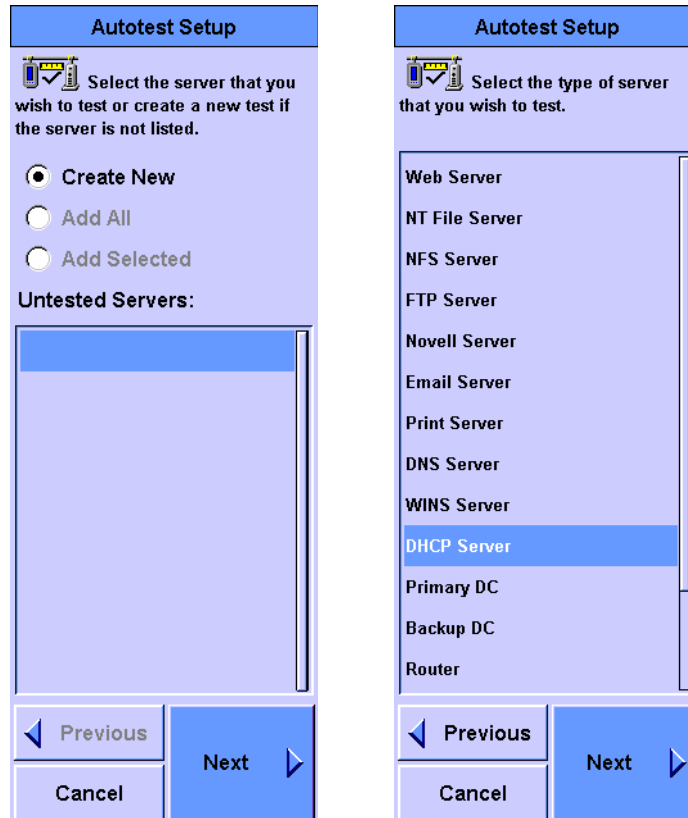 Autotest Setup
Select the server that you
wish to test or create a new test if
the server is not listed.
Create New
Add All
Add Selected
Untested Servers:
Previous
Next
Cancel
Autotest Setup
Select the type of server
that you wish to test.
Web Server
NT File Server
NFS Server
FTP Server
Novell Server
Email Server
Print Server
DNS Server
WINS Server
DHCP Server
Primary DC
Backup DC
Router
Previous
Next
Cancel